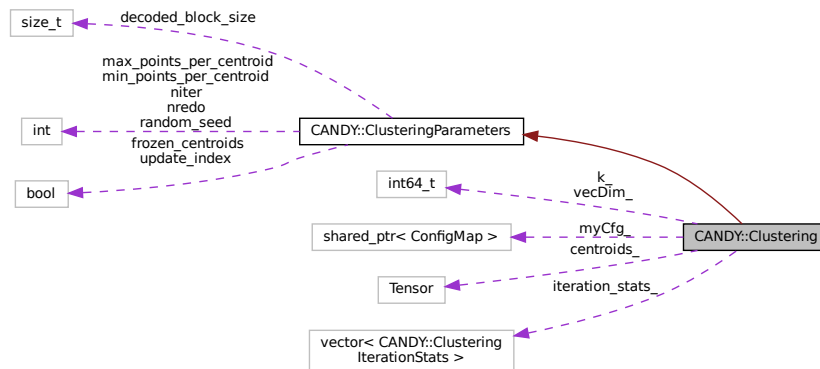 size_t
decoded_block_size
max_points_per_centroid
min_points_per_centroid
niter
nredo
random_seed
int
CANDY::ClusteringParameters
frozen_centroids
update_index
bool
int64_t
k_
vecDim_
shared_ptr< ConfigMap >
myCfg_
CANDY::Clustering
centroids_
Tensor
iteration_stats_
vector< CANDY::Clustering
IterationStats >